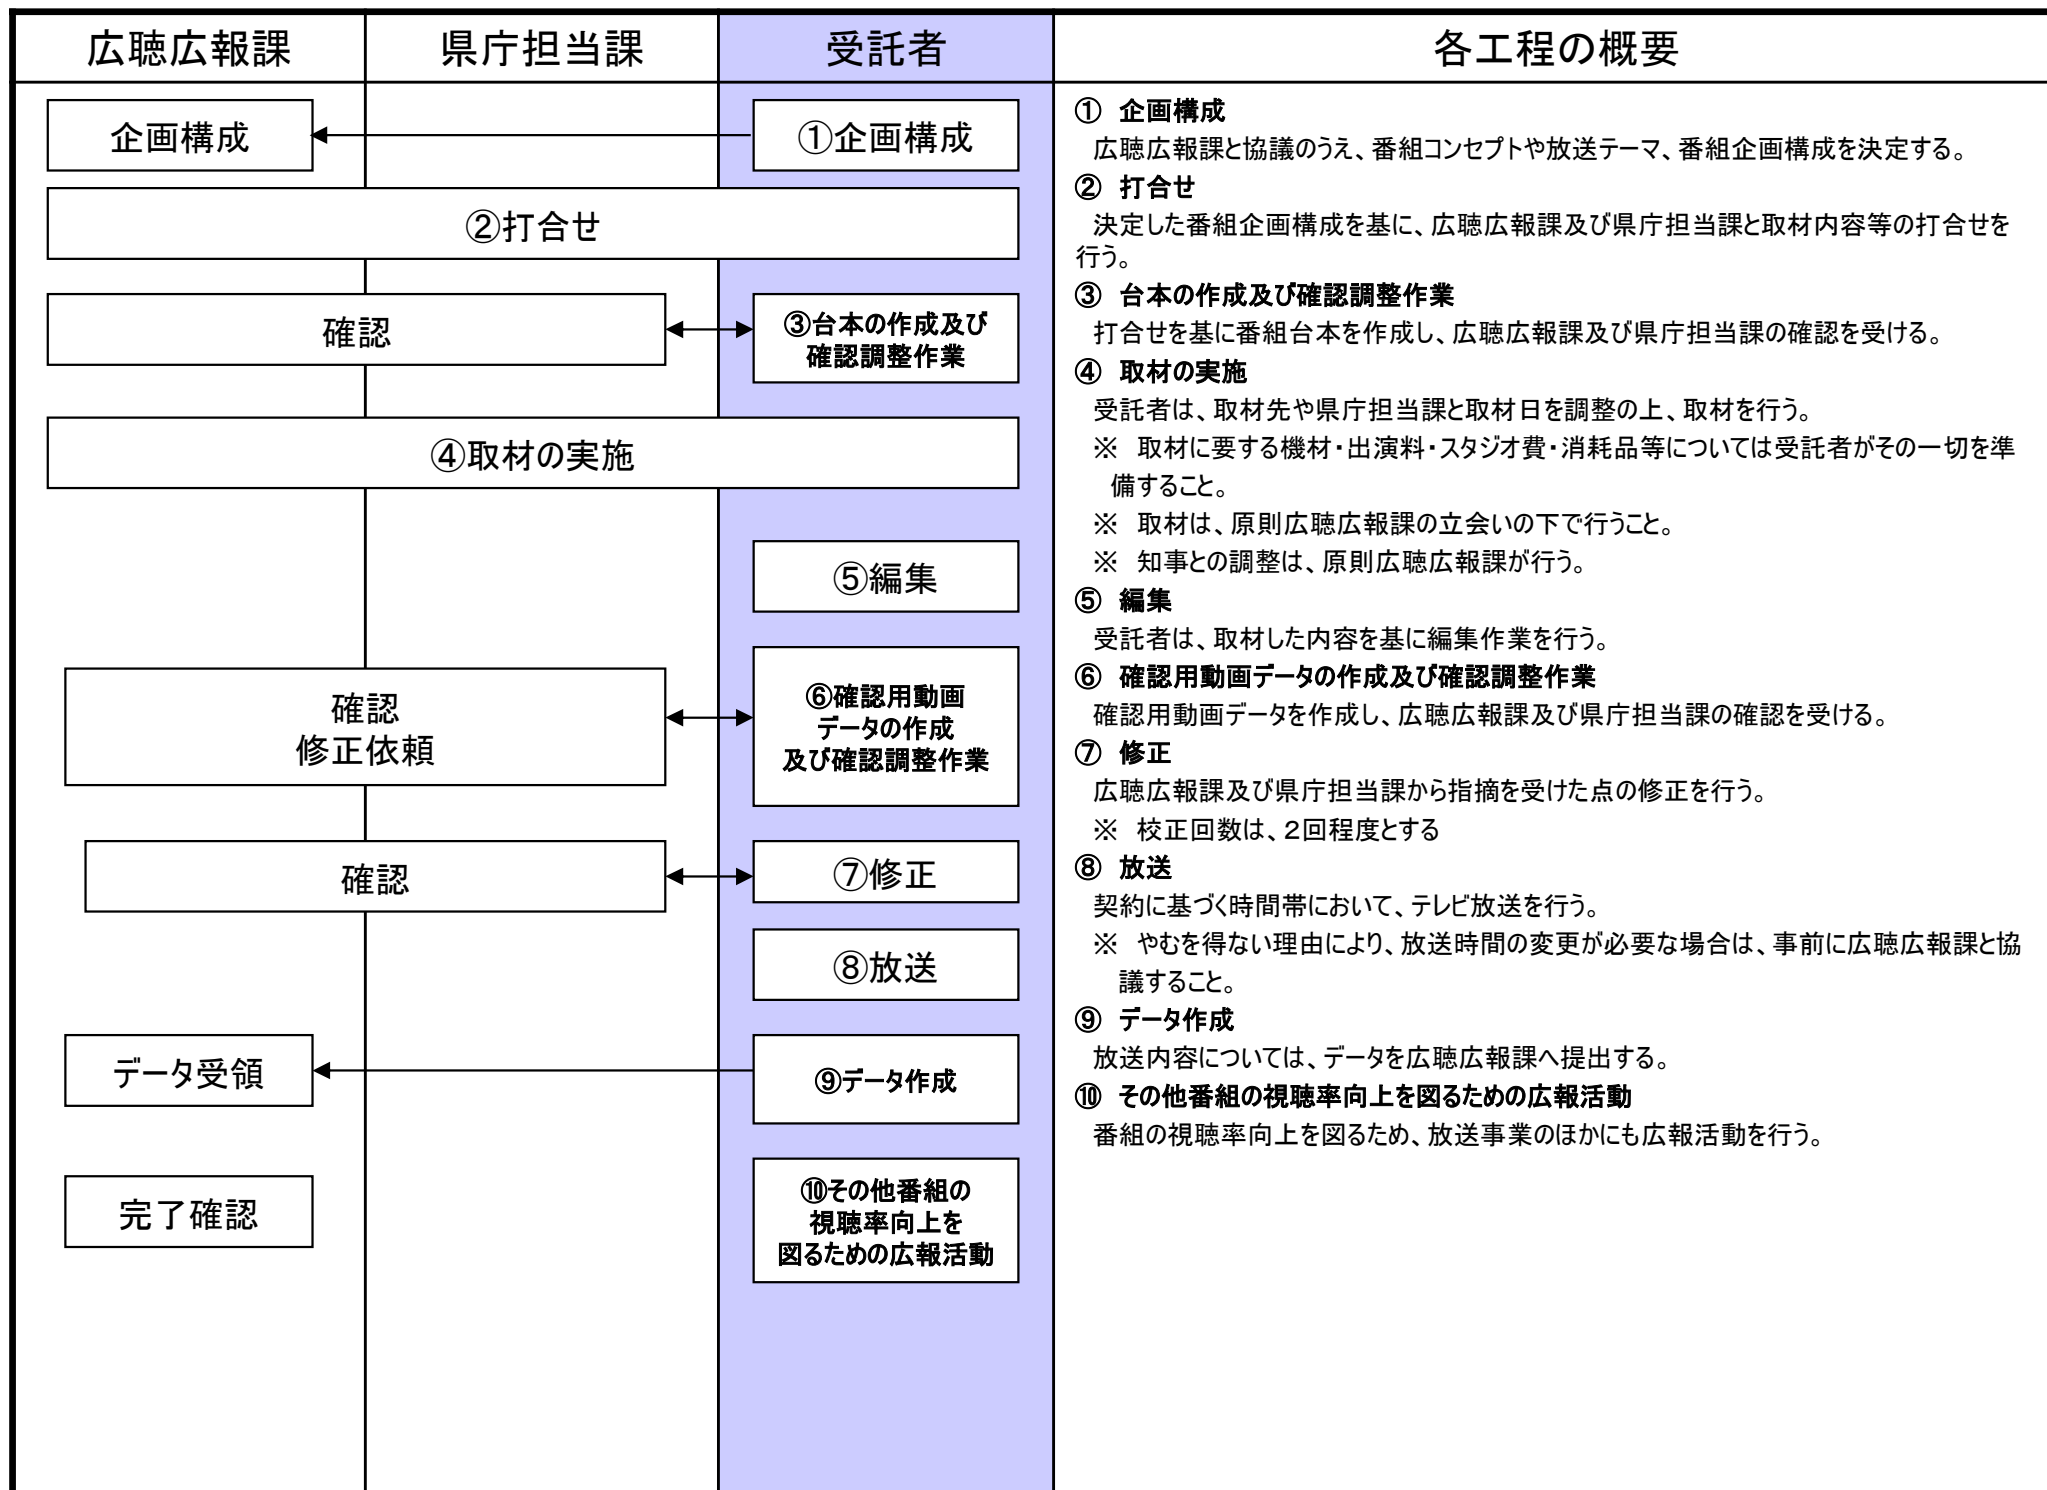 広聴広報課
県庁担当課
受託者
各工程の概要
企画構成
①企画構成
②打合せ
確認
③台本の作成及び
確認調整作業
④取材の実施
⑤編集
確認
修正依頼
⑥確認用動画
データの作成
及び確認調整作業
確認
⑦修正
⑧放送
データ受領
⑨データ作成
完了確認
⑩その他番組の
視聴率向上を
図るための広報活動
① 企画構成
広聴広報課と協議のうえ、番組コンセプトや放送テーマ、番組企画構成を決定する。
② 打合せ
決定した番組企画構成を基に、広聴広報課及び県庁担当課と取材内容等の打合せを
行う。
③ 台本の作成及び確認調整作業
打合せを基に番組台本を作成し、広聴広報課及び県庁担当課の確認を受ける。
④ 取材の実施
受託者は、取材先や県庁担当課と取材日を調整の上、取材を行う。
※ 取材に要する機材・出演料・スタジオ費・消耗品等については受託者がその一切を準
備すること。
※ 取材は、原則広聴広報課の立会いの下で行うこと。
※ 知事との調整は、原則広聴広報課が行う。
⑤ 編集
受託者は、取材した内容を基に編集作業を行う。
⑥ 確認用動画データの作成及び確認調整作業
確認用動画データを作成し、広聴広報課及び県庁担当課の確認を受ける。
⑦ 修正
広聴広報課及び県庁担当課から指摘を受けた点の修正を行う。
※ 校正回数は、2回程度とする
⑧ 放送
契約に基づく時間帯において、テレビ放送を行う。
※ やむを得ない理由により、放送時間の変更が必要な場合は、事前に広聴広報課と協
議すること。
⑨ データ作成
放送内容については、データを広聴広報課へ提出する。
⑩ その他番組の視聴率向上を図るための広報活動
番組の視聴率向上を図るため、放送事業のほかにも広報活動を行う。